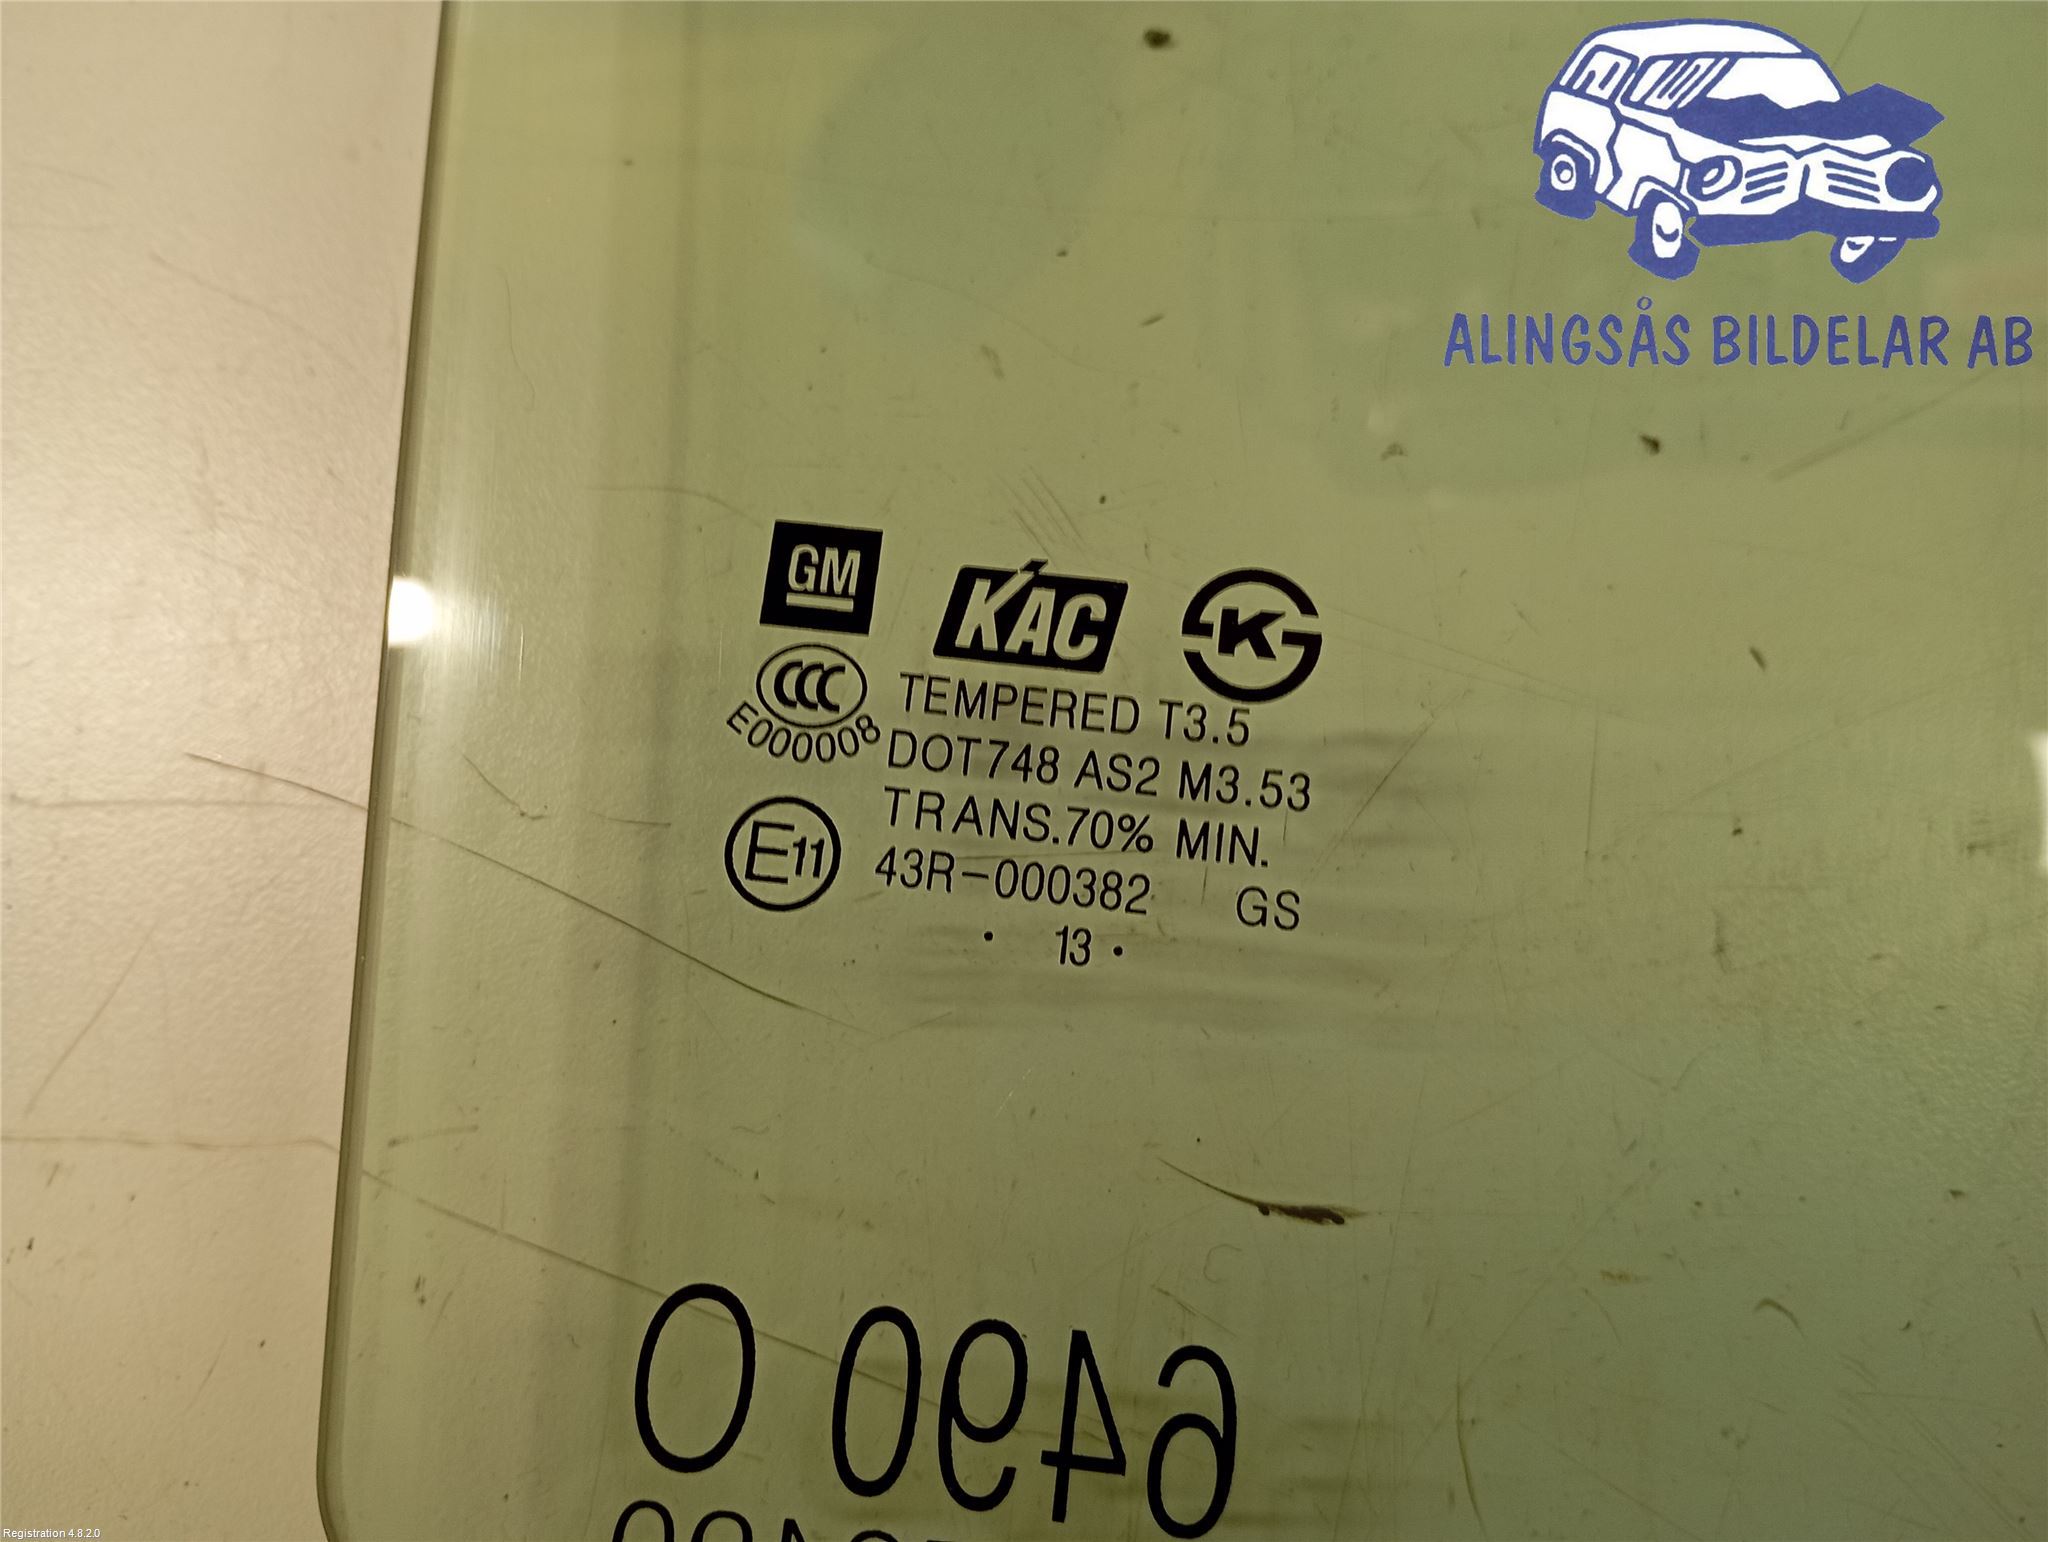 ALINGSÅS BILDELAR AB
GM
KAC
K
CCC
E000008
TEMPERED T3.5
DOT748 AS2 M3.53
TRANS.70% MIN.
E11
43R-000382 GS
· 13 ·
6490 O
Registration 4.8.2.0